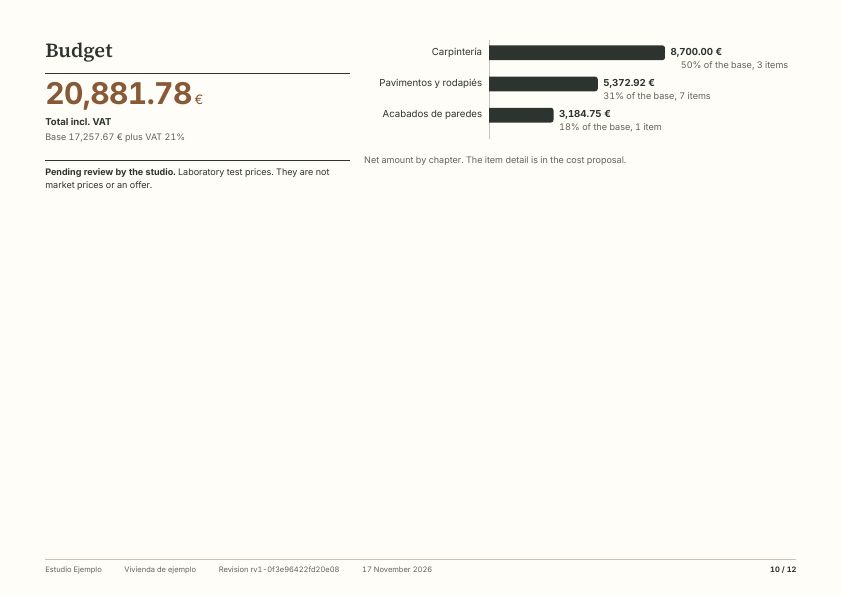 Budget
20,881.78 €
Total incl. VAT
Base 17,257.67 € plus VAT 21%
Pending review by the studio. Laboratory test prices. They are not
market prices or an offer.
Carpintería
8,700.00 €
50% of the base, 3 items
Pavimentos y rodapiés
5,372.92 €
31% of the base, 7 items
Acabados de paredes
3,184.75 €
18% of the base, 1 item
Net amount by chapter. The item detail is in the cost proposal.
Estudio Ejemplo Vivienda de ejemplo Revision rv1-0f3e96422fd20e08 17 November 2026 10 / 12